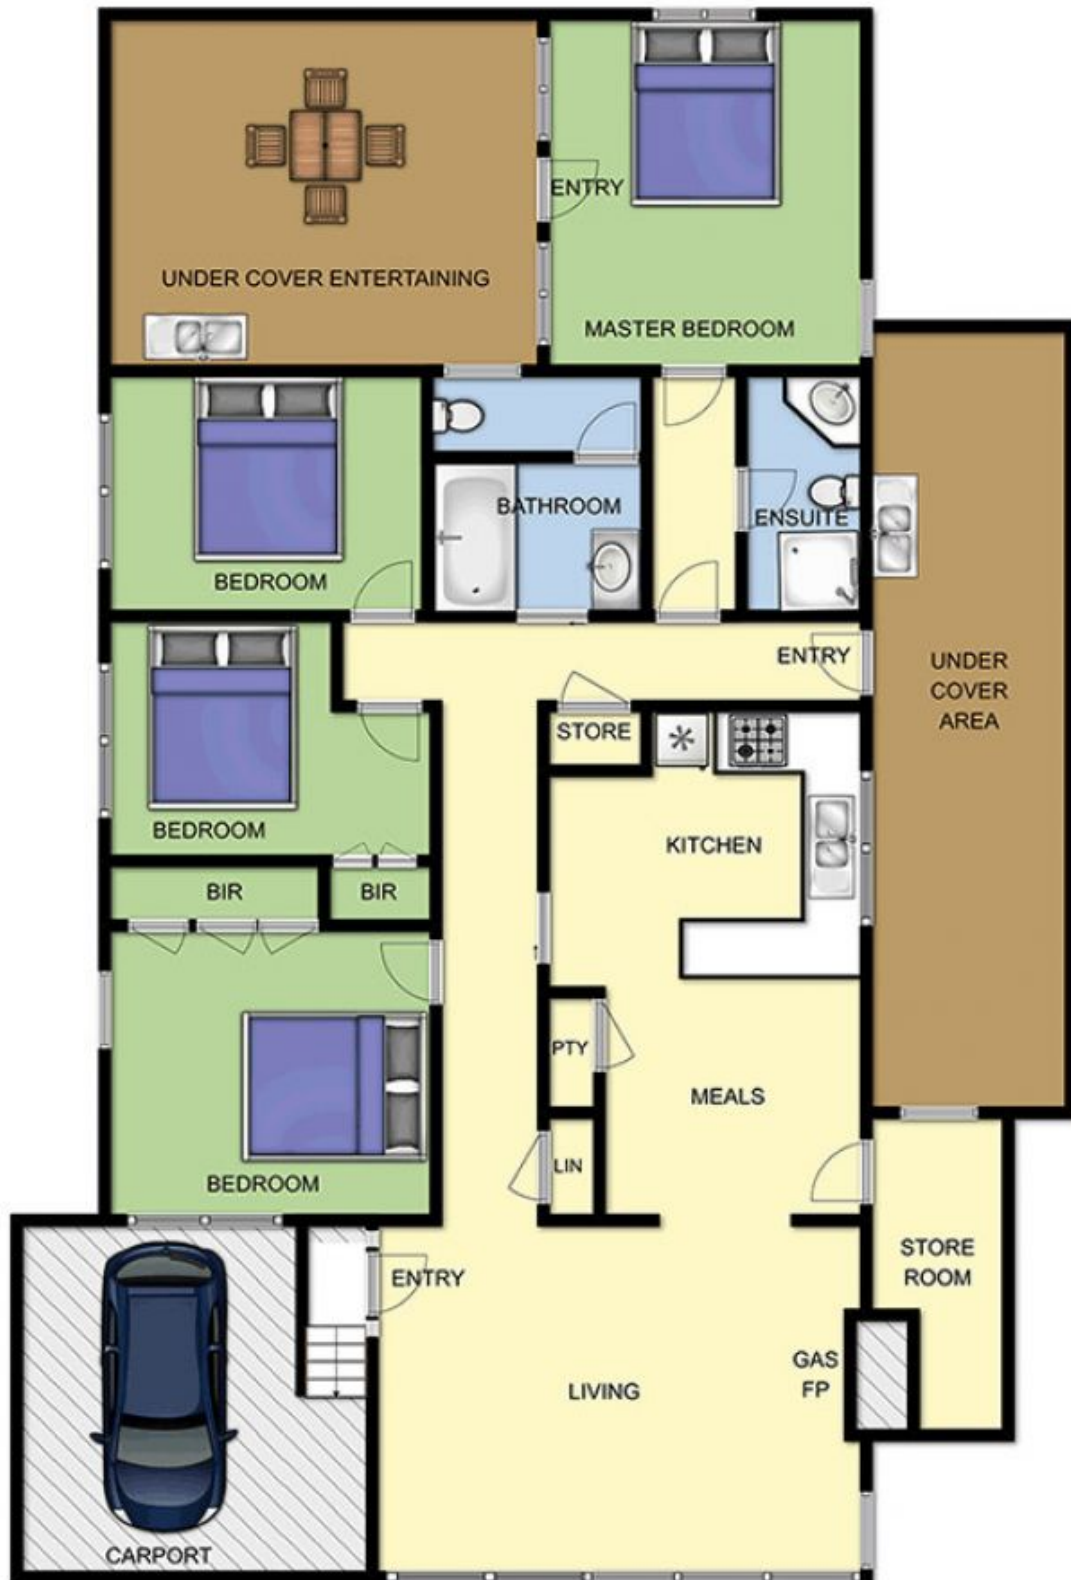 ENTRY
UNDER COVER ENTERTAINING
MASTER BEDROOM
BATHROOM
ENSUITE
BEDROOM
ENTRY
UNDER
COVER
AREA
STORE
BEDROOM
KITCHEN
BIR
BIR
PTY
MEALS
LIN
BEDROOM
STORE
ROOM
ENTRY
GAS
FP
LIVING
CARPORT